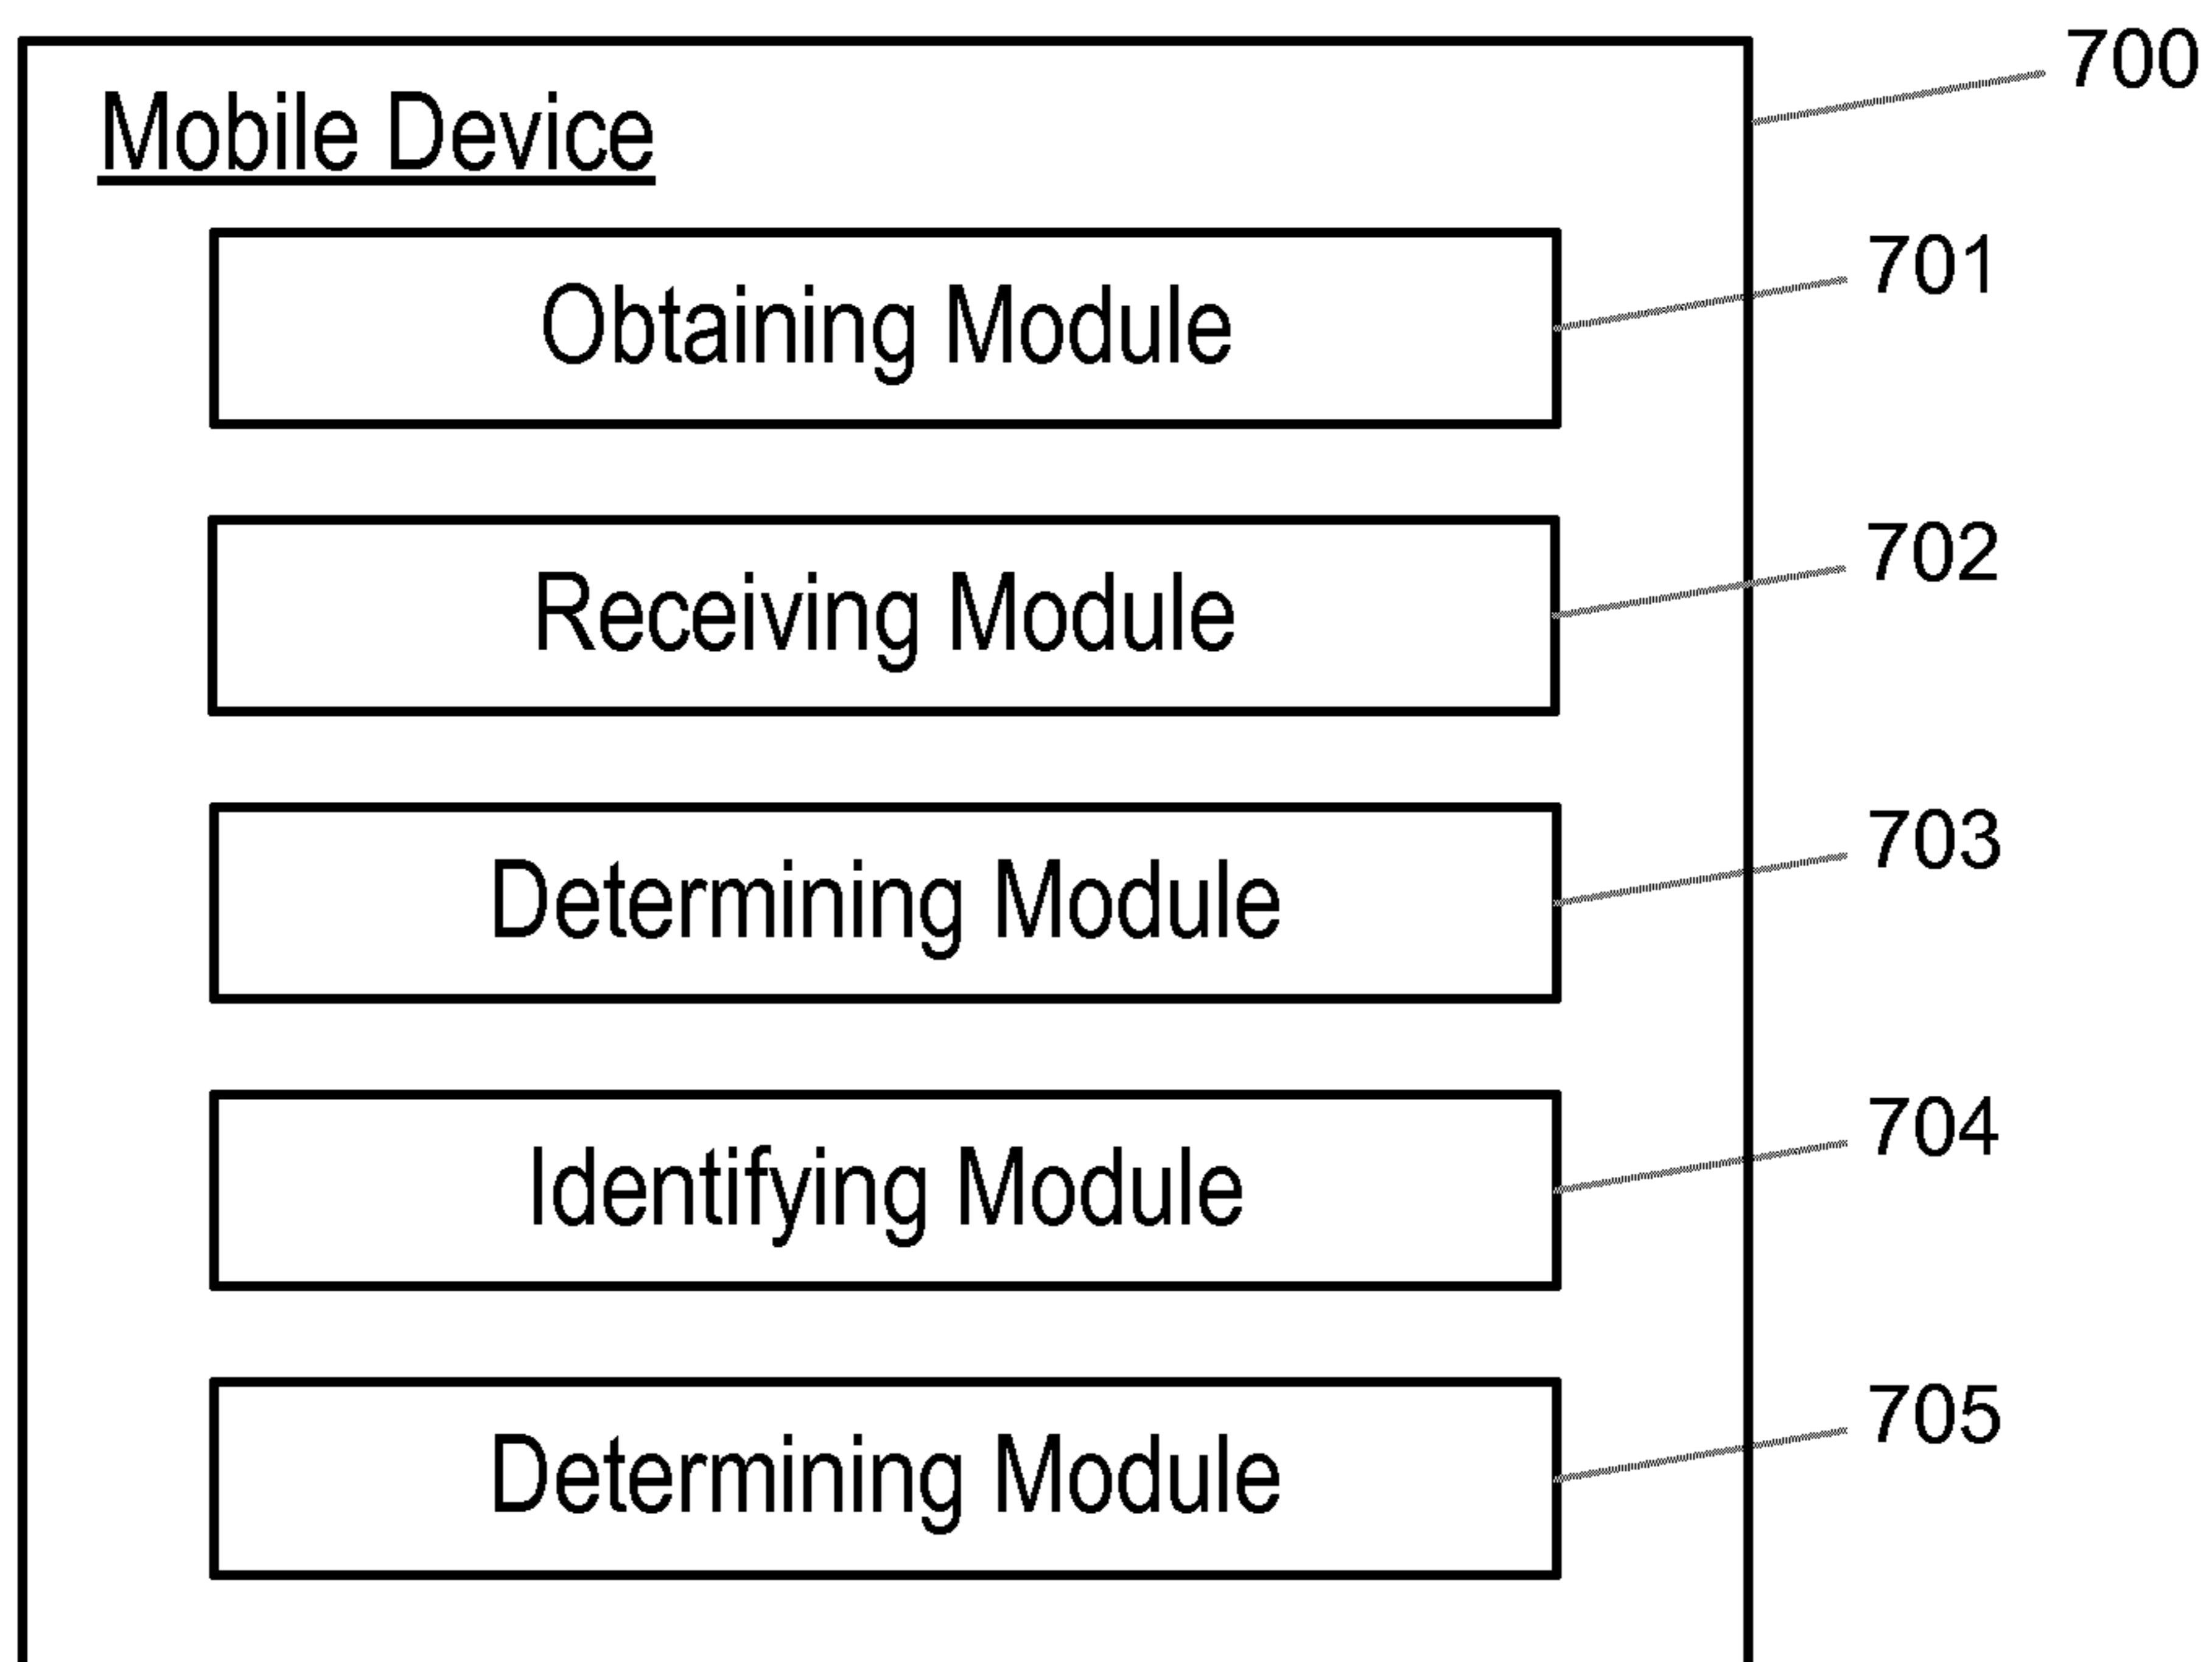 700
Mobile Device
Obtaining Module
701
Receiving Module
702
Determining Module
703
Identifying Module
704
Determining Module
705